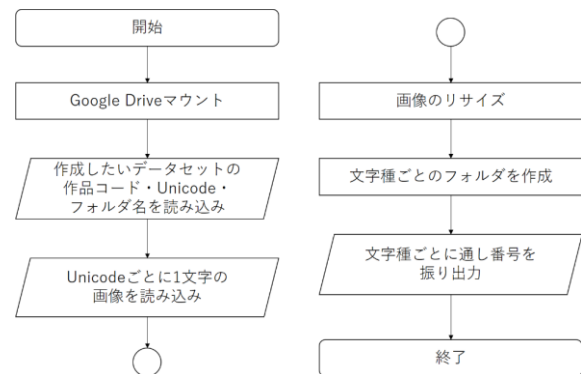 開始
Google Driveマウント
作成したいデータセットの
作品コード・Unicode・
フォルダ名を読み込み
Unicodeごとに1文字の
画像を読み込み
画像のリサイズ
文字種ごとのフォルダを作成
文字種ごとに通し番号を
振り出力
終了